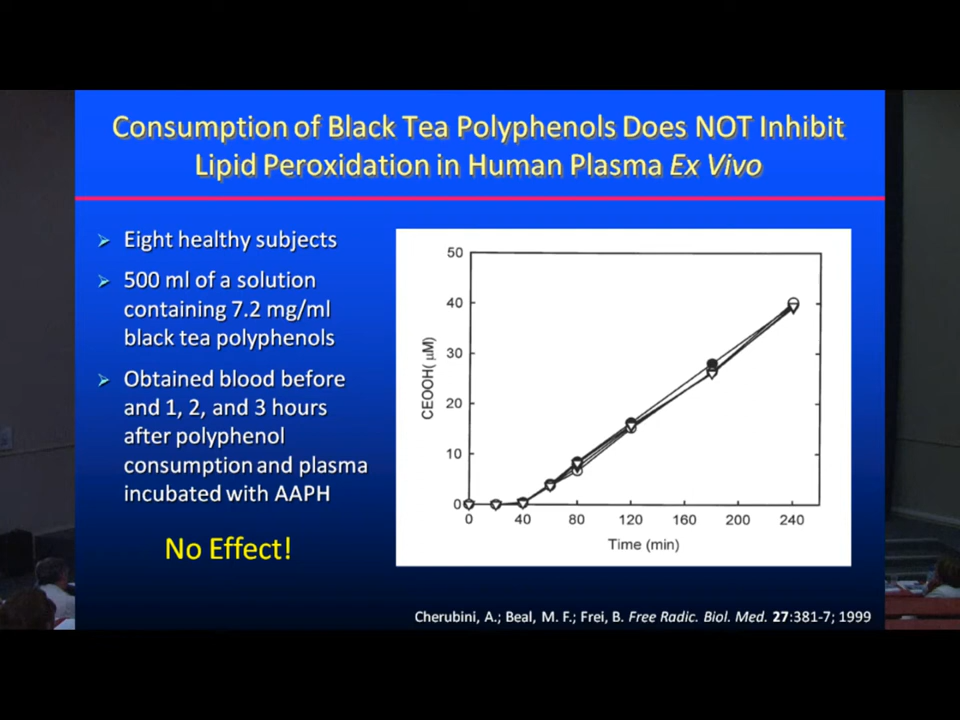 Consumption of Black Tea Polyphenols Does NOT Inhibit
Lipid Peroxidation in Human Plasma Ex Vivo
Eight healthy subjects
500 ml of a solution
containing 7.2 mg/ml
black tea polyphenols
Obtained blood before
and 1, 2, and 3 hours
after polyphenol
consumption and plasma
incubated with AAPH
No Effect!
50
40
30
20
10
0
CEOOH( μM)
0 40 80 120 160 200 240
Time (min)
Cherubini, A.; Beal, M. F.; Frei, B. Free Radic. Biol. Med. 27:381-7; 1999